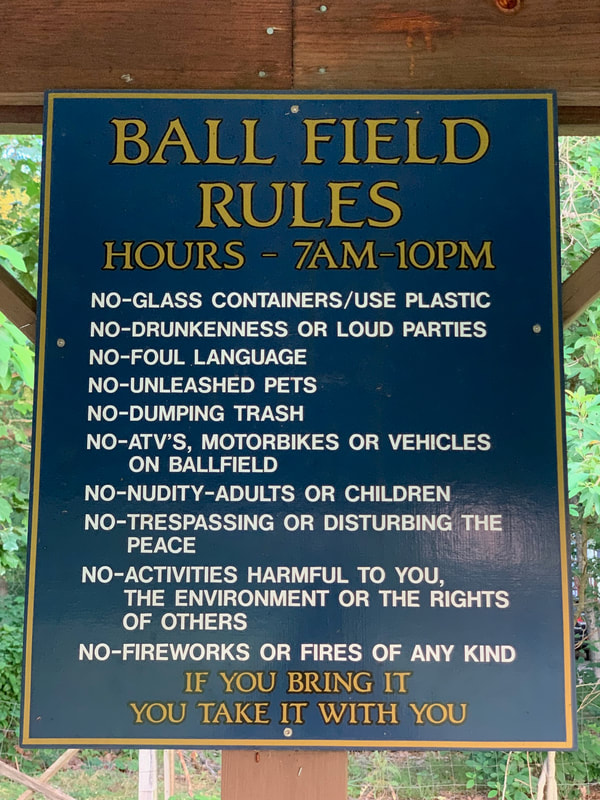 BALL FIELD
RULES
HOURS - 7AM-10PM
NO-GLASS CONTAINERS/USE PLASTIC
NO-DRUNKENNESS OR LOUD PARTIES
NO-FOUL LANGUAGE
NO-UNLEASHED PETS
NO-DUMPING TRASH
NO-ATV'S, MOTORBIKES OR VEHICLES
ON BALLFIELD
NO-NUDITY-ADULTS OR CHILDREN
NO-TRESPASSING OR DISTURBING THE
PEACE
NO-ACTIVITIES HARMFUL TO YOU,
THE ENVIRONMENT OR THE RIGHTS
OF OTHERS
NO-FIREWORKS OR FIRES OF ANY KIND
IF YOU BRING IT
YOU TAKE IT WITH YOU